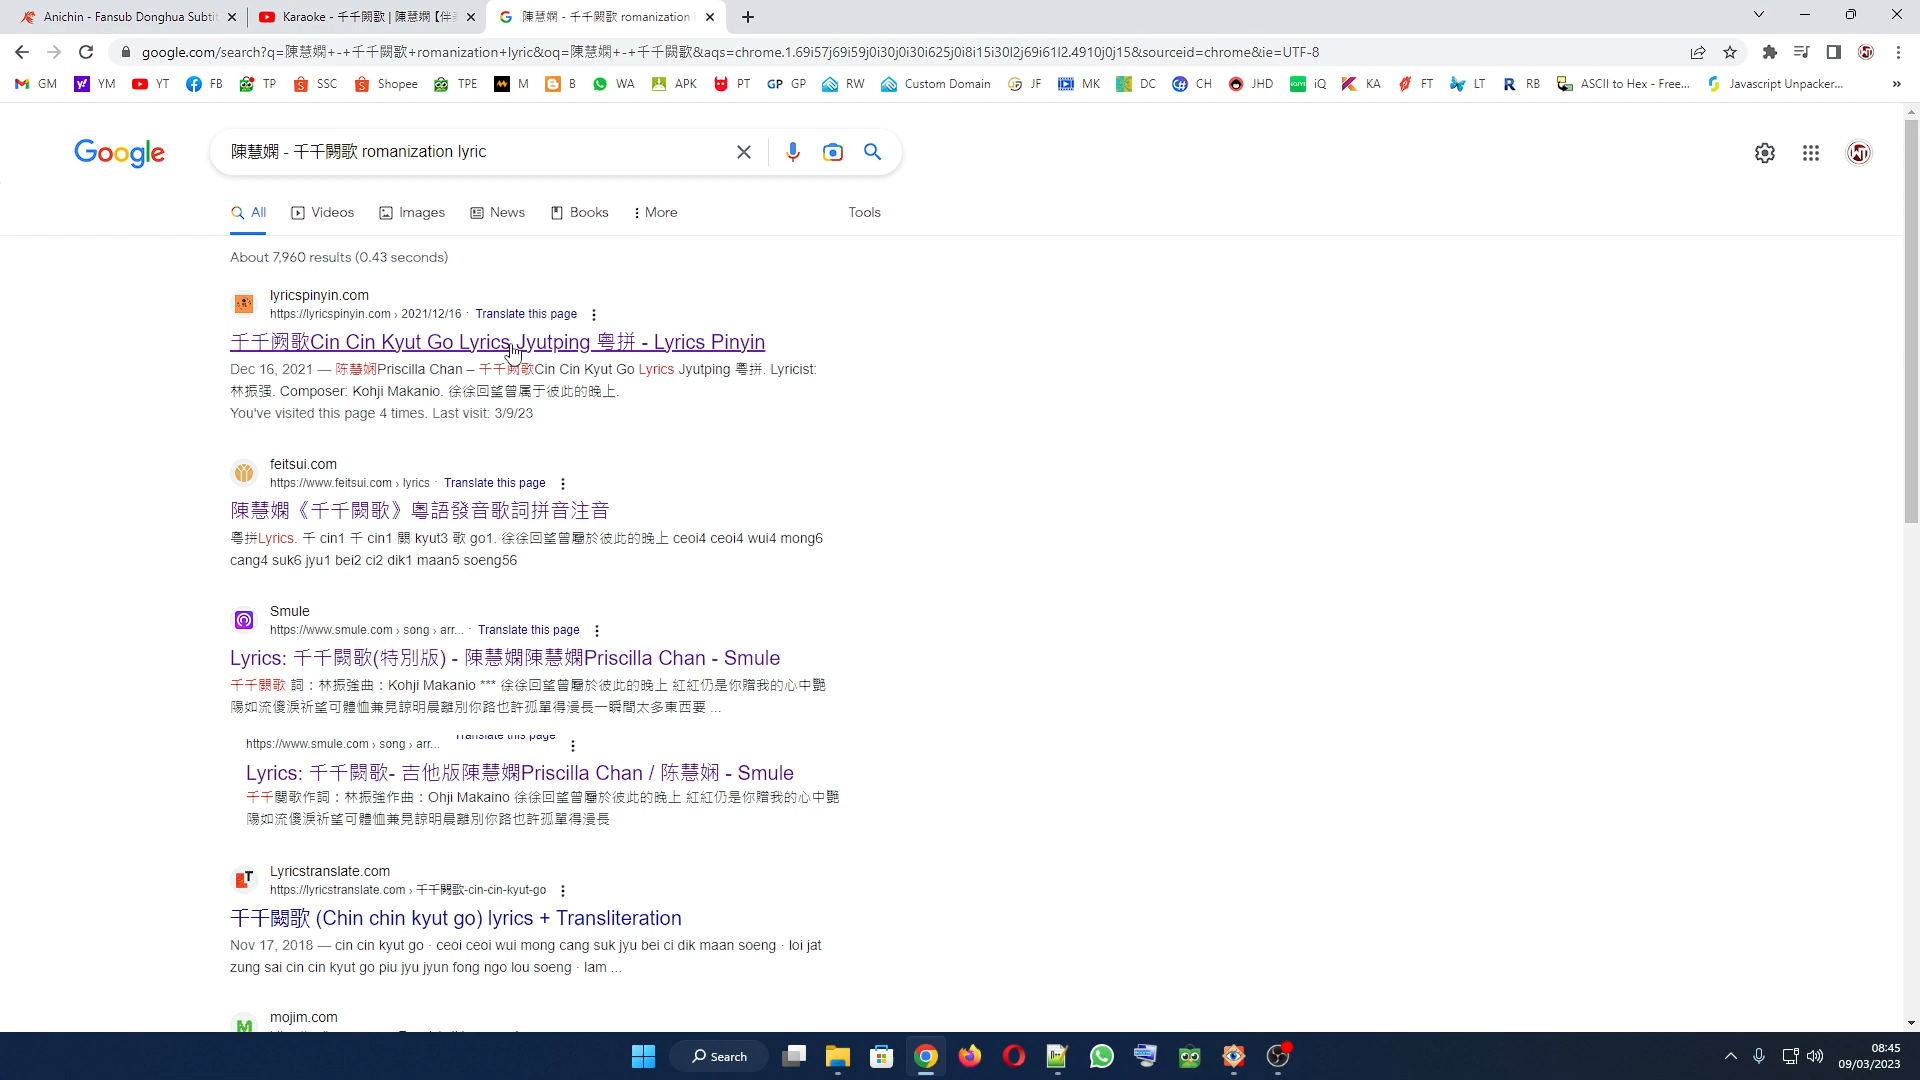 Anichin - Fansub Donghua Subtit
Karaoke - 千千闕歌 | 陳慧嫻【伴奏
陳慧嫻 - 千千闕歌 romanization
google.com/search?q=陳慧嫻+-+千千闕歌+romanization+lyric&oq=陳慧嫻+-+千千闕歌&aqs=chrome.1.69i57j69i59j0i30j0i30i625j0i8i15i30l2j69i61l2.4910j0j15&sourceid=chrome&ie=UTF-8
GM YM YT FB TP SSC Shopee TPE M B WA APK PT GP GP RW Custom Domain JF MK DC CH JHD iQ KA FT LT RB ASCII to Hex - Free... Javascript Unpacker... »
Google
陳慧嫻 - 千千闕歌 romanization lyric
All Videos Images News Books More Tools
About 7,960 results (0.43 seconds)
lyricspinyin.com
https://lyricspinyin.com › 2021/12/16 · Translate this page
千千阙歌Cin Cin Kyut Go Lyrics Jyutping 粤拼 - Lyrics Pinyin
Dec 16, 2021 — 陈慧娴Priscilla Chan – 千千阙歌Cin Cin Kyut Go Lyrics Jyutping 粤拼. Lyricist:
林振强. Composer: Kohji Makanio. 徐徐回望曾属于彼此的晚上.
You've visited this page 4 times. Last visit: 3/9/23
feitsui.com
https://www.feitsui.com › lyrics · Translate this page
陳慧嫻《千千闕歌》粵語發音歌詞拼音注音
粵拼Lyrics. 千 cin1 千 cin1 闕 kyut3 歌 go1. 徐徐回望曾屬於彼此的晚上 ceoi4 ceoi4 wui4 mong6
cang4 suk6 jyu1 bei2 ci2 dik1 maan5 soeng56
Smule
https://www.smule.com › song › arr... · Translate this page
Lyrics: 千千闕歌(特別版) - 陳慧嫻陳慧嫻Priscilla Chan - Smule
千千闕歌 詞：林振強曲：Kohji Makanio *** 徐徐回望曾屬於彼此的晚上 紅紅仍是你贈我的心中艷
陽如流傻淚祈望可體恤兼見諒明晨離別你路也許孤單得漫長一瞬間太多東西要 ...
https://www.smule.com › song › arr... Translate this page
Lyrics: 千千闕歌- 吉他版陳慧嫻Priscilla Chan / 陈慧娴 - Smule
千千闋歌作詞：林振強作曲：Ohji Makaino 徐徐回望曾屬於彼此的晚上 紅紅仍是你贈我的心中艷
陽如流傻淚祈望可體恤兼見諒明晨離別你路也許孤單得漫長
Lyricstranslate.com
https://lyricstranslate.com › 千千闕歌-cin-cin-kyut-go
千千闕歌 (Chin chin kyut go) lyrics + Transliteration
Nov 17, 2018 — cin cin kyut go · ceoi ceoi wui mong cang suk jyu bei ci dik maan soeng · loi jat
zung sai cin cin kyut go piu jyu jyun fong ngo lou soeng · lam ...
mojim.com
M
Search
08:45
09/03/2023